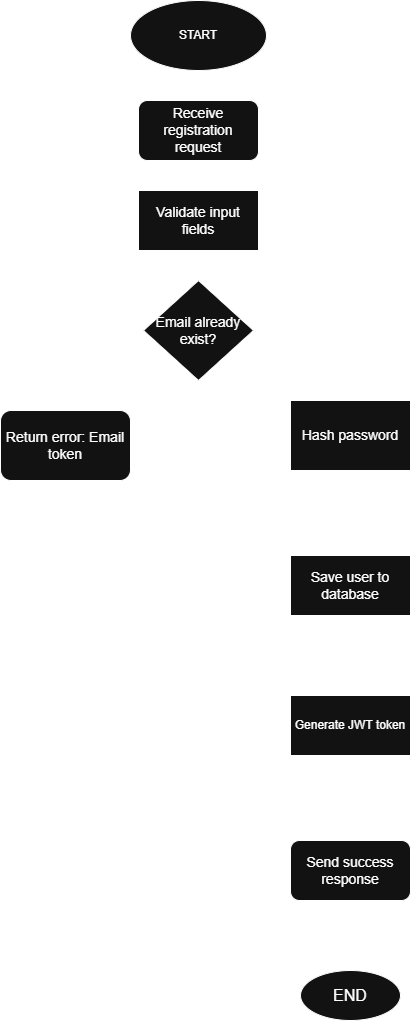 START
Receive
registration
request
Validate input
fields
Email already
exist?
Return error: Email
token
Hash password
Save user to
database
Generate JWT token
Send success
response
END